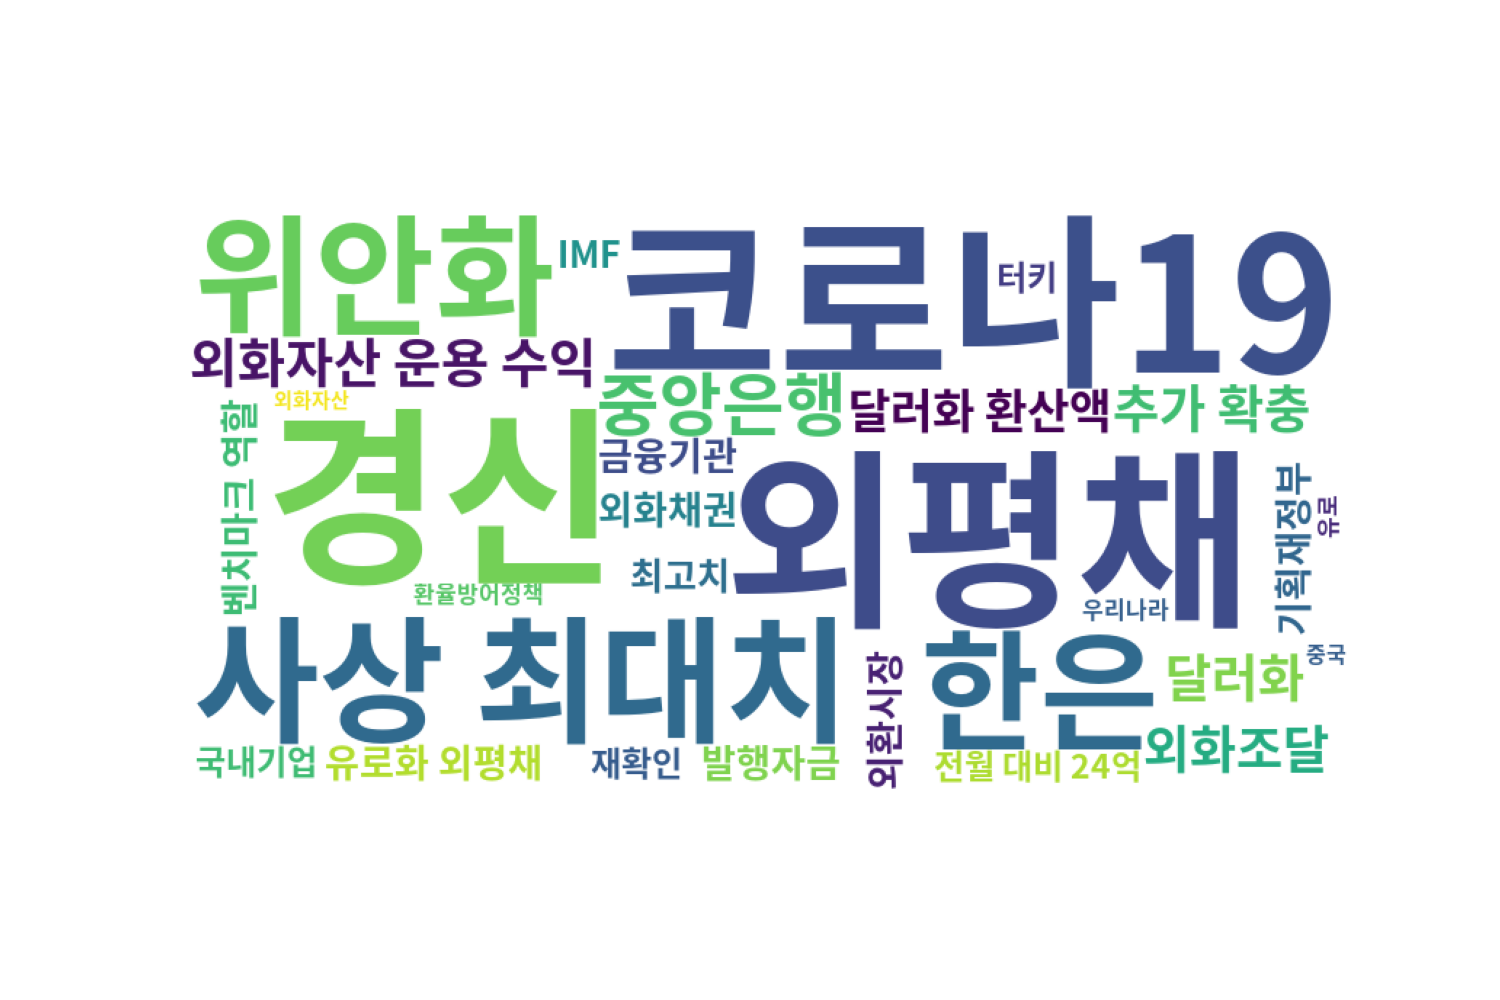 위안화
IMF
코로나19
터키
외화자산 운용 수익
외화자산
중앙은행
달러화 환산액
추가 확충
벤치마크 역할
경신
금융기관
외화채권
최고치
외평채
기획재정부
유로
환율방어정책
우리나라
사상 최대치
한은
외환시장
달러화
중국
국내기업
유로화 외평채
재확인
발행자금
전월 대비 24억
외화조달